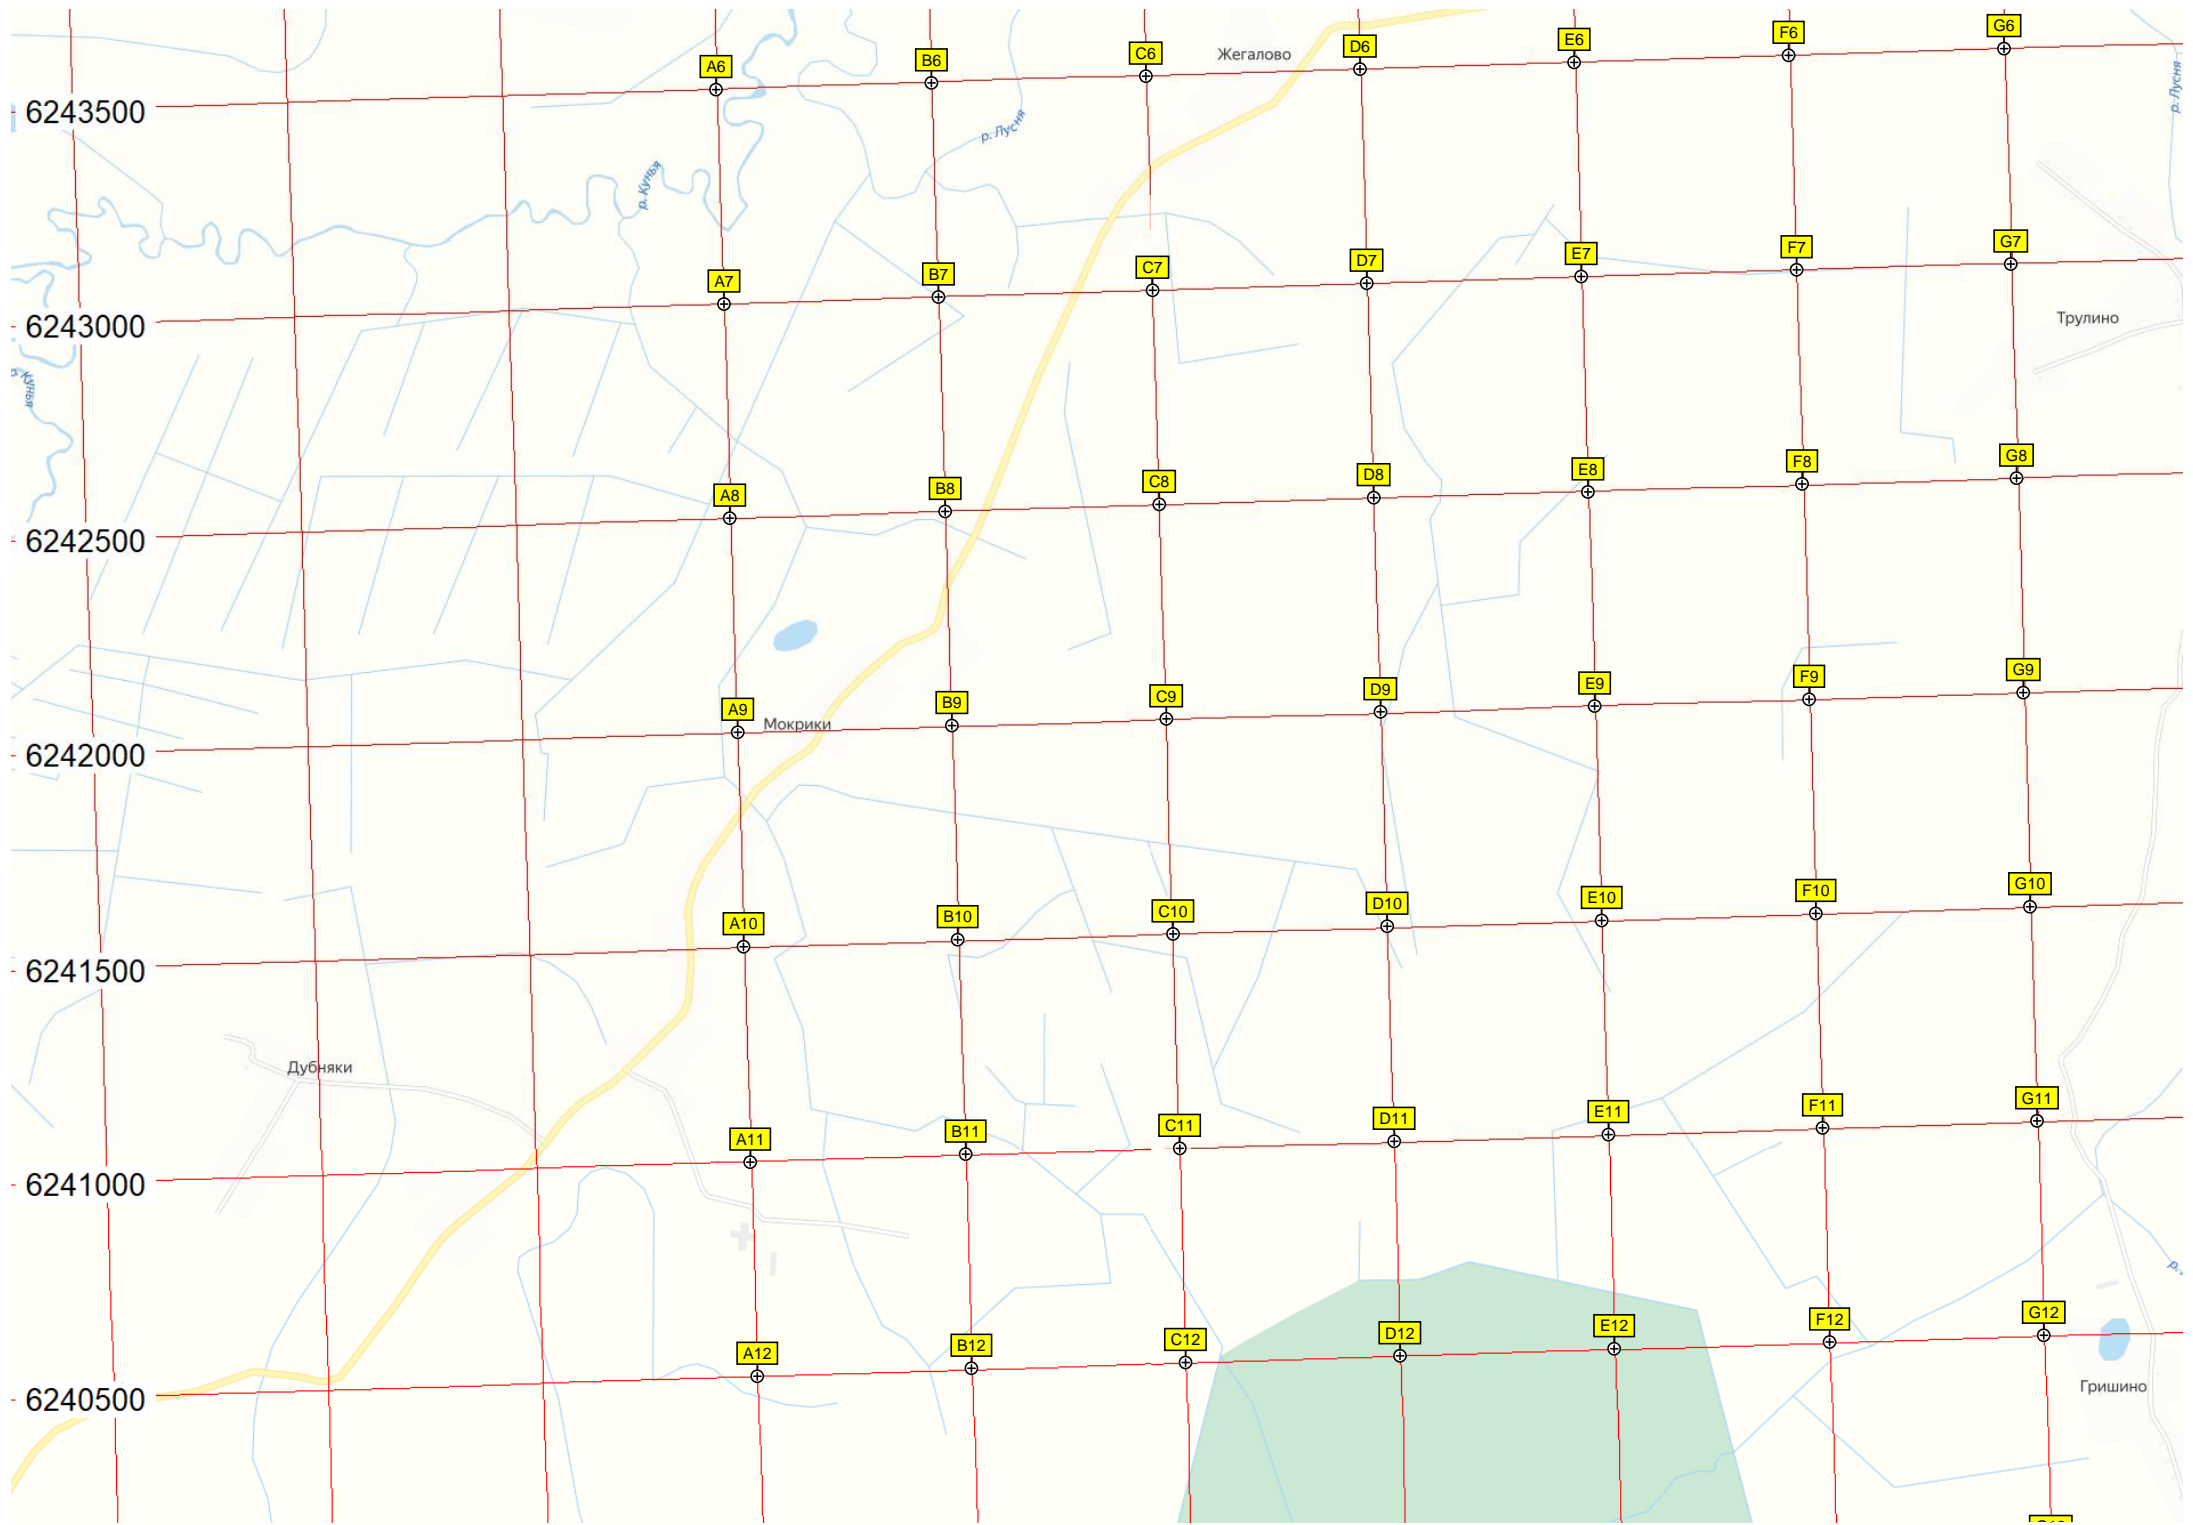 G6
F6
E6
D6
Жегалово
C6
B6
A6
р. Лусня
6243500
р. Лусня
р. Кунья
G7
F7
E7
D7
C7
B7
A7
Трулино
6243000
р. Кунья
G8
F8
E8
D8
C8
B8
A8
6242500
G9
F9
E9
D9
C9
B9
A9
Мокрики
6242000
G10
F10
E10
D10
C10
B10
A10
6241500
Дубняки
G11
F11
E11
D11
C11
B11
A11
6241000
G12
F12
E12
D12
C12
B12
A12
Гришино
6240500